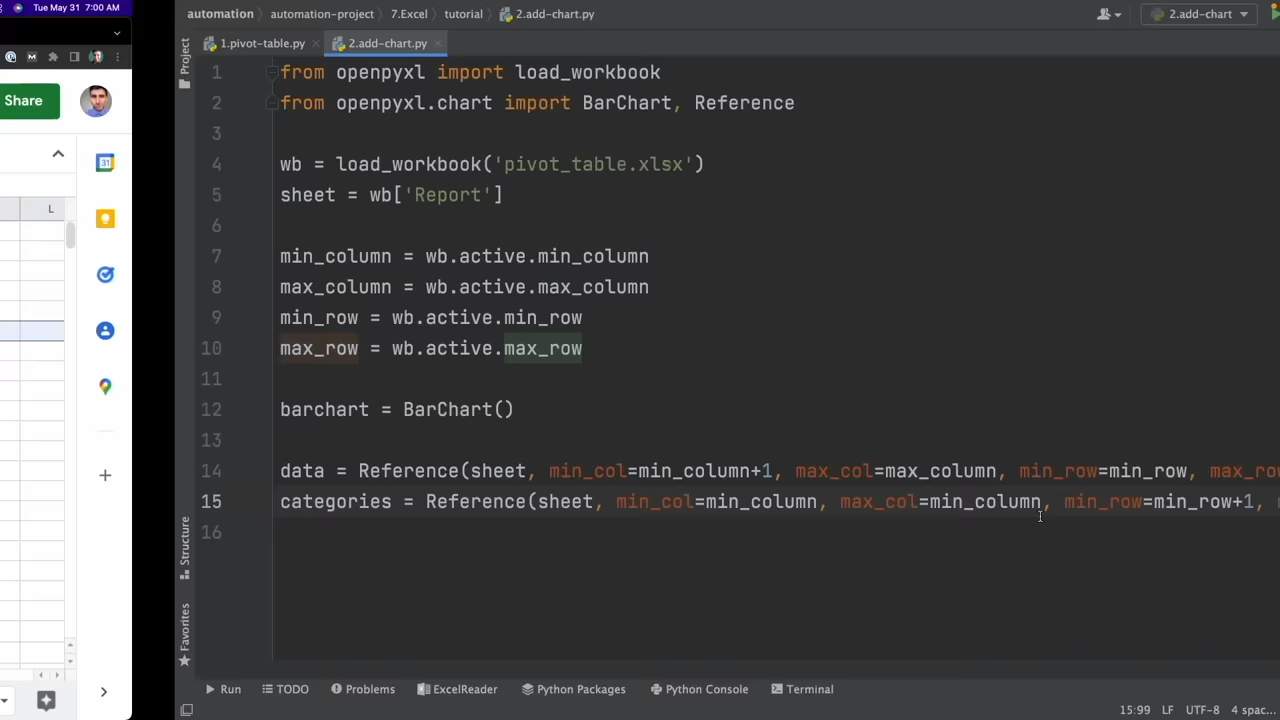 Tue May 31 7:00 AM
Share
31
L
automation automation-project 7.Excel tutorial 2.add-chart.py
2.add-chart
1.pivot-table.py 2.add-chart.py
Project
1 from openpyxl import load_workbook
2 from openpyxl.chart import BarChart, Reference
3
4 wb = load_workbook('pivot_table.xlsx')
5 sheet = wb['Report']
6
7 min_column = wb.active.min_column
8 max_column = wb.active.max_column
9 min_row = wb.active.min_row
10 max_row = wb.active.max_row
11
12 barchart = BarChart()
13
14 data = Reference(sheet, min_col=min_column+1, max_col=max_column, min_row=min_row, max_ro
15 categories = Reference(sheet, min_col=min_column, max_col=min_column, min_row=min_row+1,
16
Structure
Favorites
Run TODO Problems ExcelReader Python Packages Python Console Terminal
15:99 LF UTF-8 4 spac...